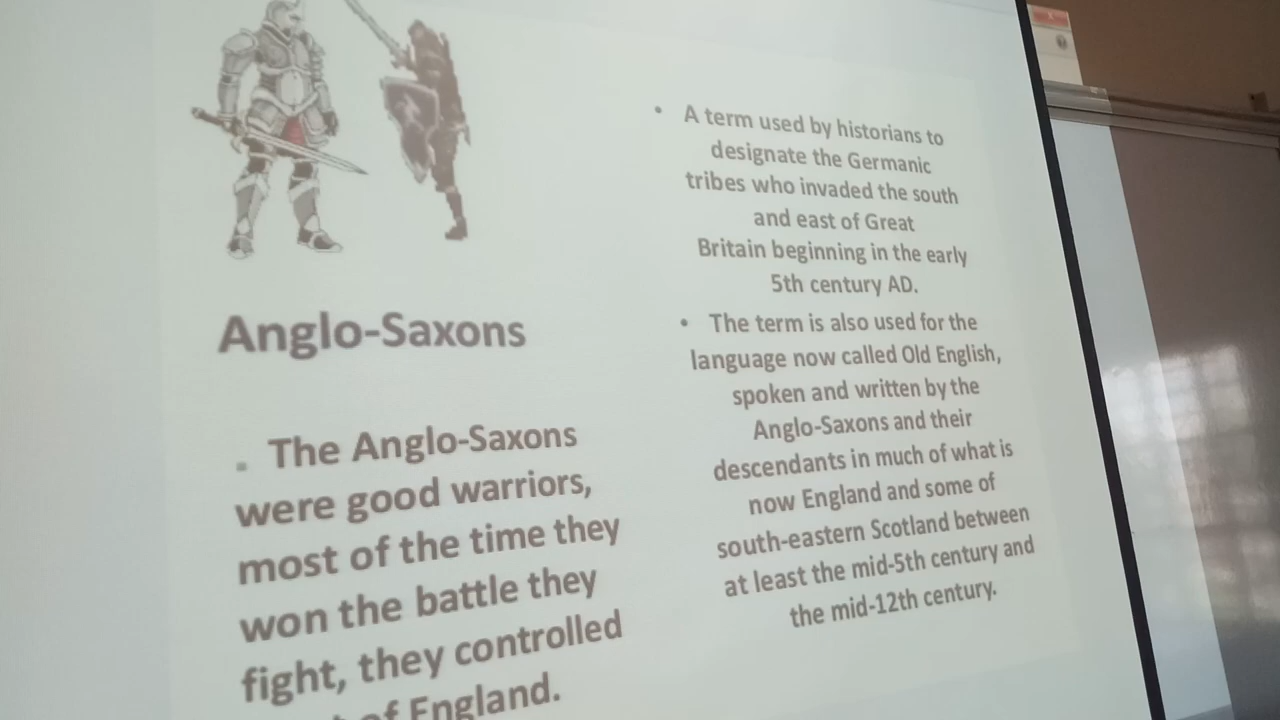 Anglo-Saxons
. The Anglo-Saxons
were good warriors,
most of the time they
won the battle they
fight, they controlled
of England.
• A term used by historians to
designate the Germanic
tribes who invaded the south
and east of Great
Britain beginning in the early
5th century AD.
• The term is also used for the
language now called Old English,
spoken and written by the
Anglo-Saxons and their
descendants in much of what is
now England and some of
south-eastern Scotland between
at least the mid-5th century and
the mid-12th century.